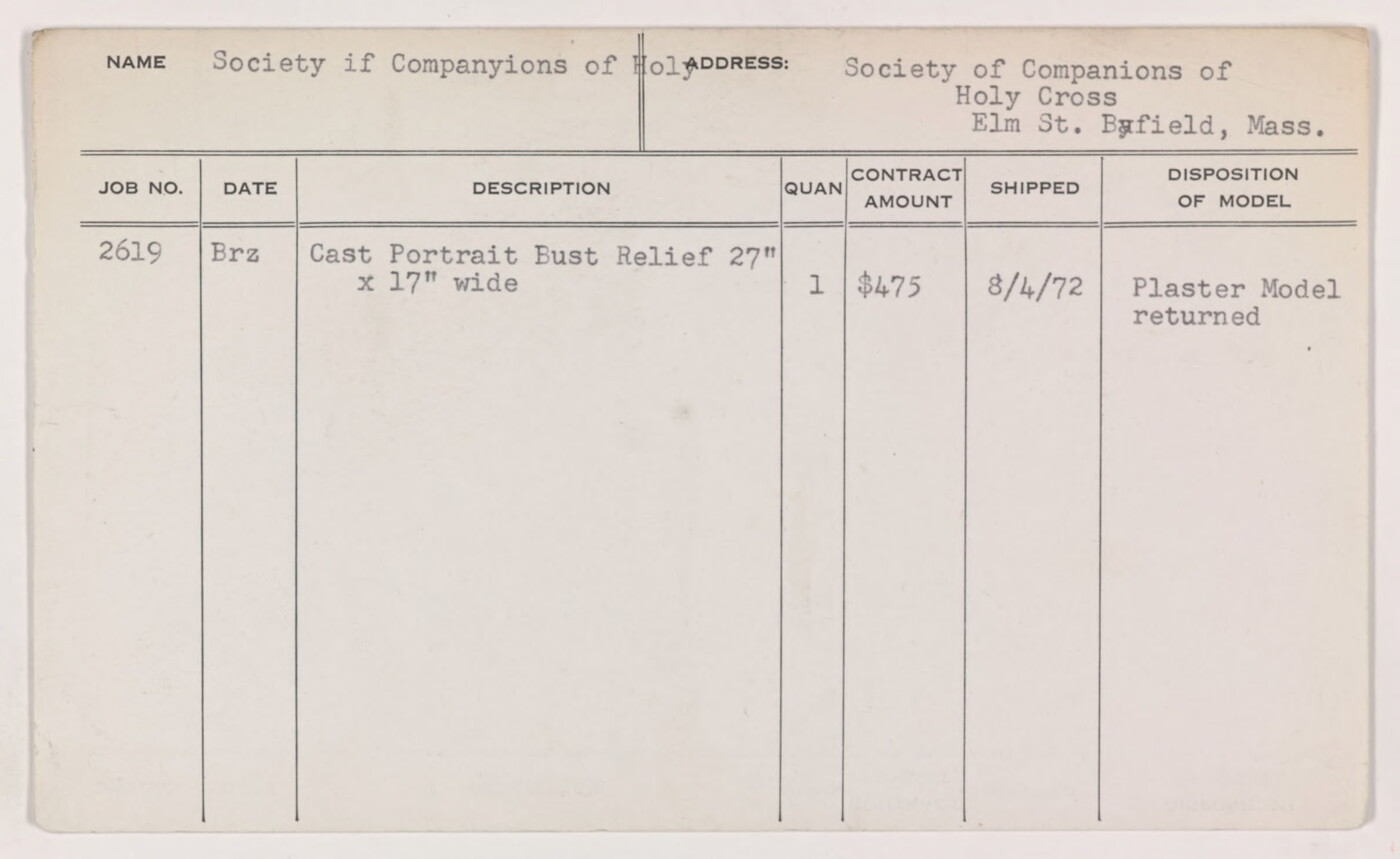 NAME Society if Companyions of Holy ADDRESS: Society of Companions of
Holy Cross
Elm St. Byfield, Mass.
JOB NO. DATE DESCRIPTION QUAN CONTRACT AMOUNT SHIPPED DISPOSITION OF MODEL
2619 Brz Cast Portrait Bust Relief 27"
x 17" wide 1 $475 8/4/72 Plaster Model
returned